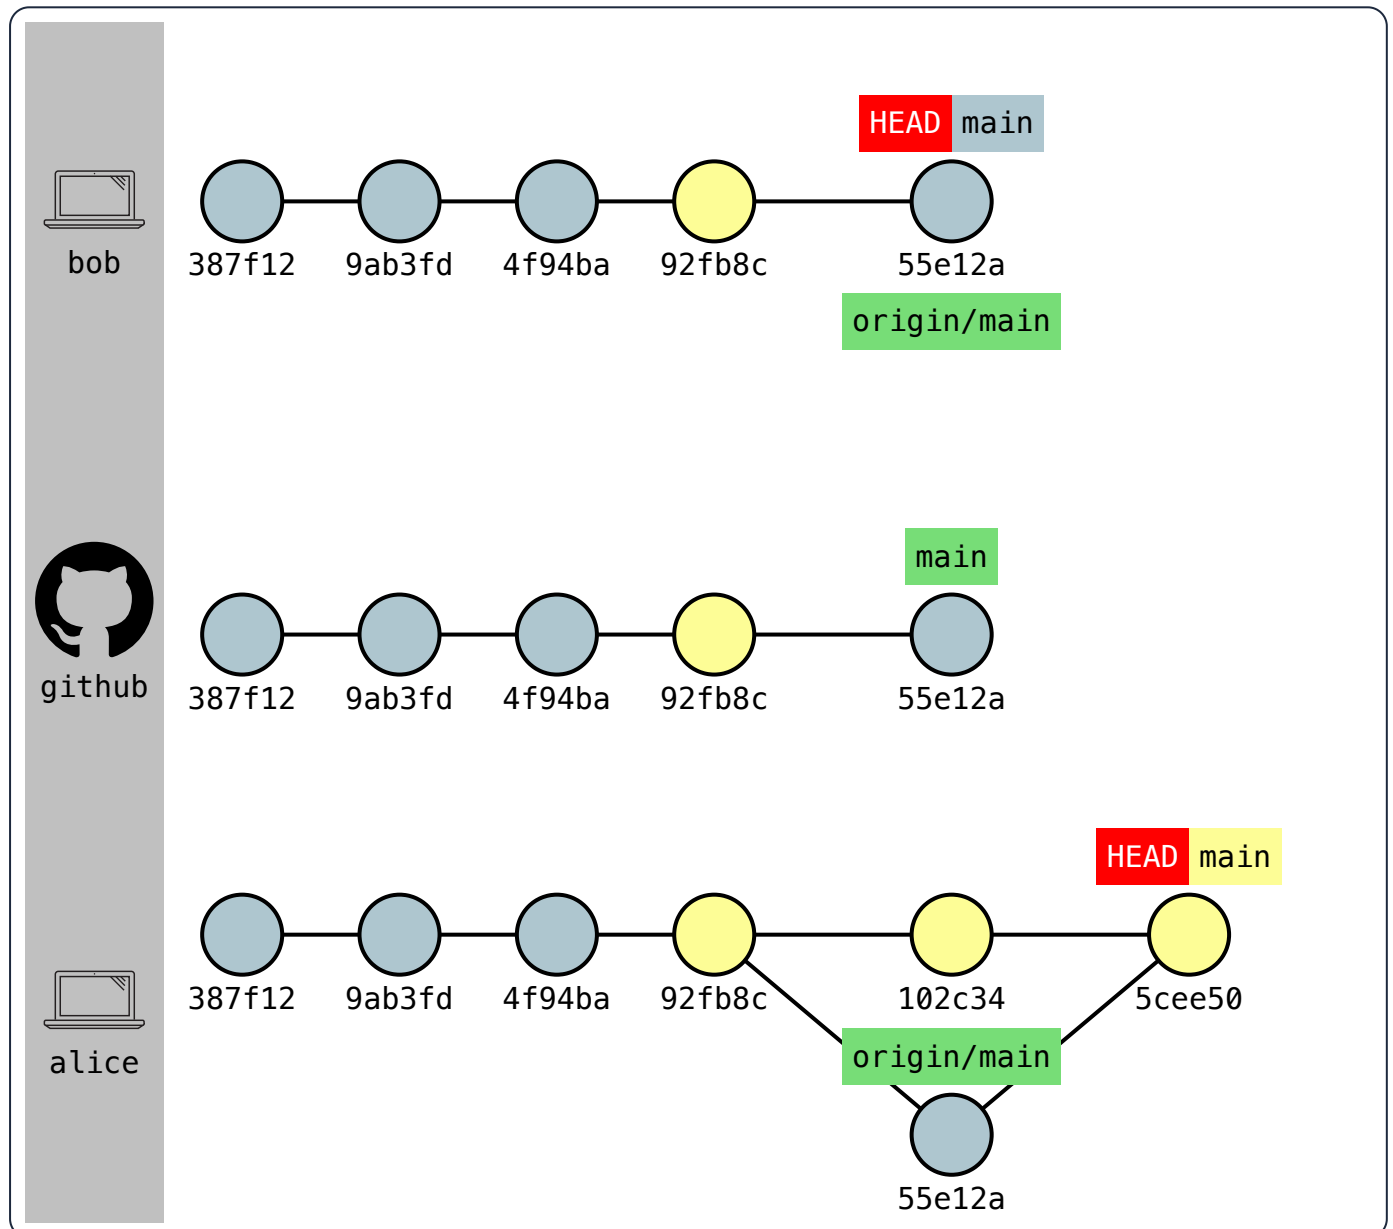 HEAD main
bob
387f12 9ab3fd 4f94ba 92fb8c 55e12a
origin/main
main
github
387f12 9ab3fd 4f94ba 92fb8c 55e12a
HEAD main
387f12 9ab3fd 4f94ba 92fb8c 102c34 5cee50
alice
origin/main
55e12a